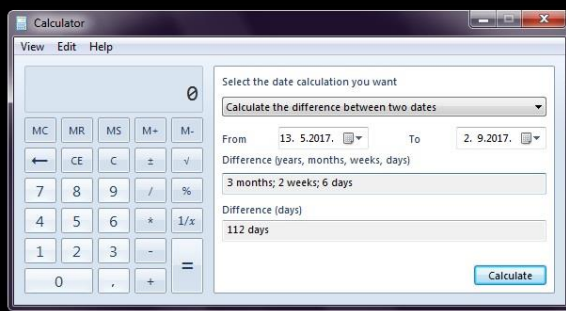 Calculator
View Edit Help
0
MC MR MS M+ M-
← CE C ± √
7 8 9 / %
4 5 6 * 1/x
1 2 3 - =
0 , +
Select the date calculation you want
Calculate the difference between two dates
From 13. 5.2017. To 2. 9.2017.
Difference (years, months, weeks, days)
3 months; 2 weeks; 6 days
Difference (days)
112 days
Calculate